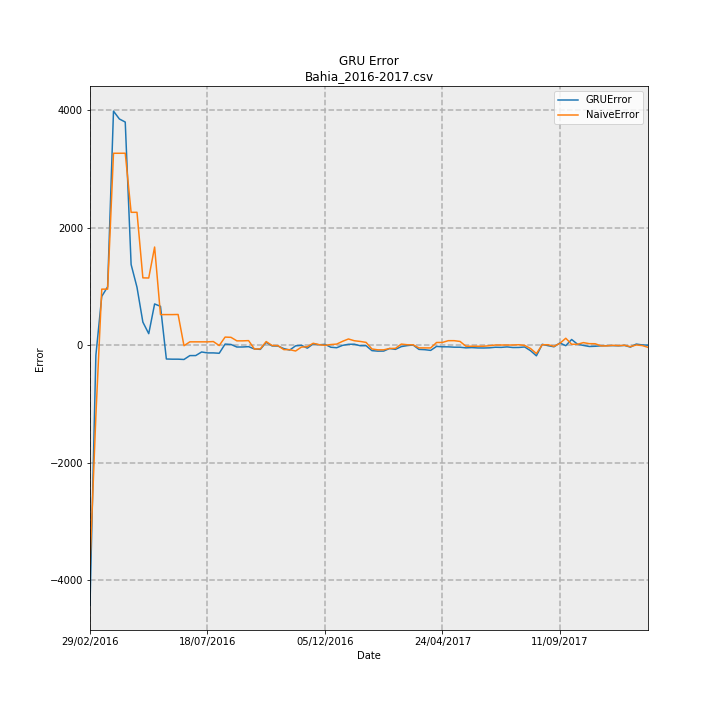 GRU Error
Bahia_2016-2017.csv
GRUError
NaiveError
4000
2000
0
−2000
−4000
Error
29/02/2016
18/07/2016
05/12/2016
24/04/2017
11/09/2017
Date